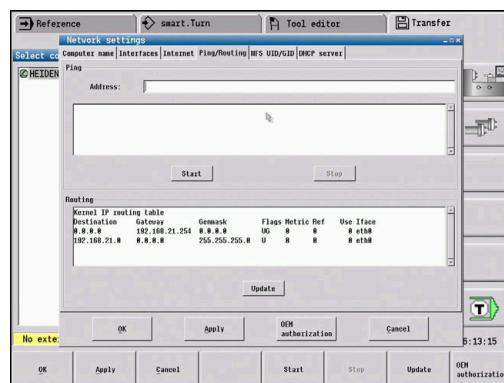 Reference
smart.Turn
Tool editor
Transfer
Network settings
Select co
Computer name Interfaces Internet Ping/Routing NFS UID/GID DHCP server
HEIDEN
Ping
Address:
Start Stop
Routing
Kernel IP routing table
Destination Gateway Genmask Flags Metric Ref Use Iface
0.0.0.0 192.168.21.254 0.0.0.0 UG 0 0 0 eth0
192.168.21.0 0.0.0.0 255.255.255.0 U 0 0 0 eth0
Update
T
OK Apply OEM authorization Cancel
No exte
6:13:15
OK Apply Cancel Start Stop Update OEM authorizatio